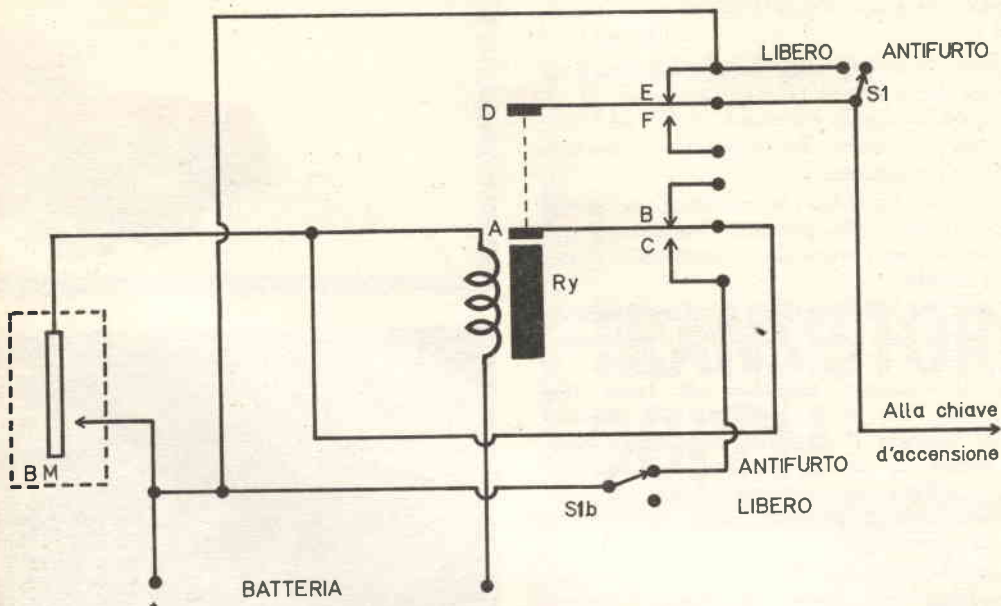 LIBERO ANTIFURTO
S1
D
E
F
A
B
C
Ry
B M
Alla chiave
d'accensione
ANTIFURTO
S1b
LIBERO
BATTERIA